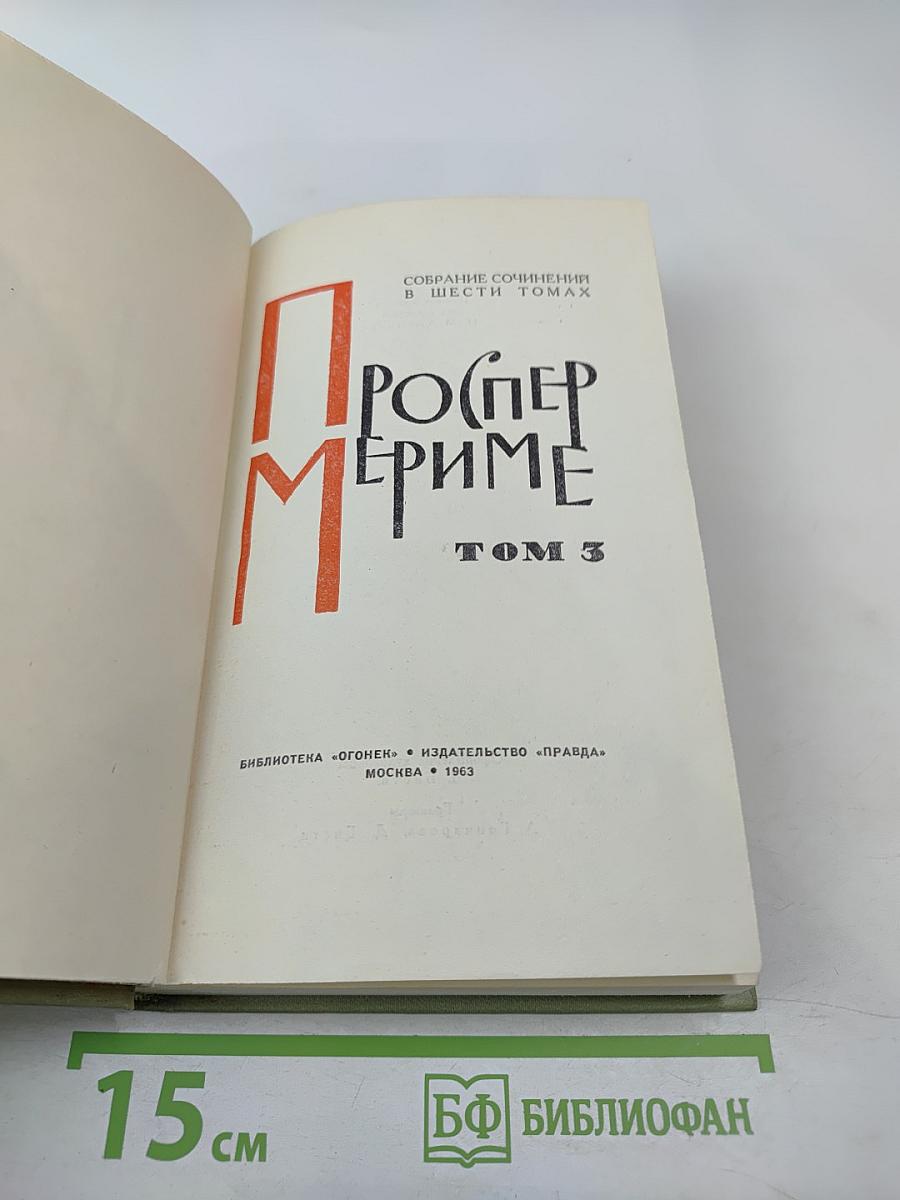 СОБРАНИЕ СОЧИНЕНИЙ
В ШЕСТИ ТОМАХ
ПРОСПЕР
МЕРИМЕ
ТОМ 3
БИБЛИОТЕКА «ОГОНЕК» • ИЗДАТЕЛЬСТВО «ПРАВДА»
МОСКВА • 1963
15 см
БФ БИБЛИОФАН